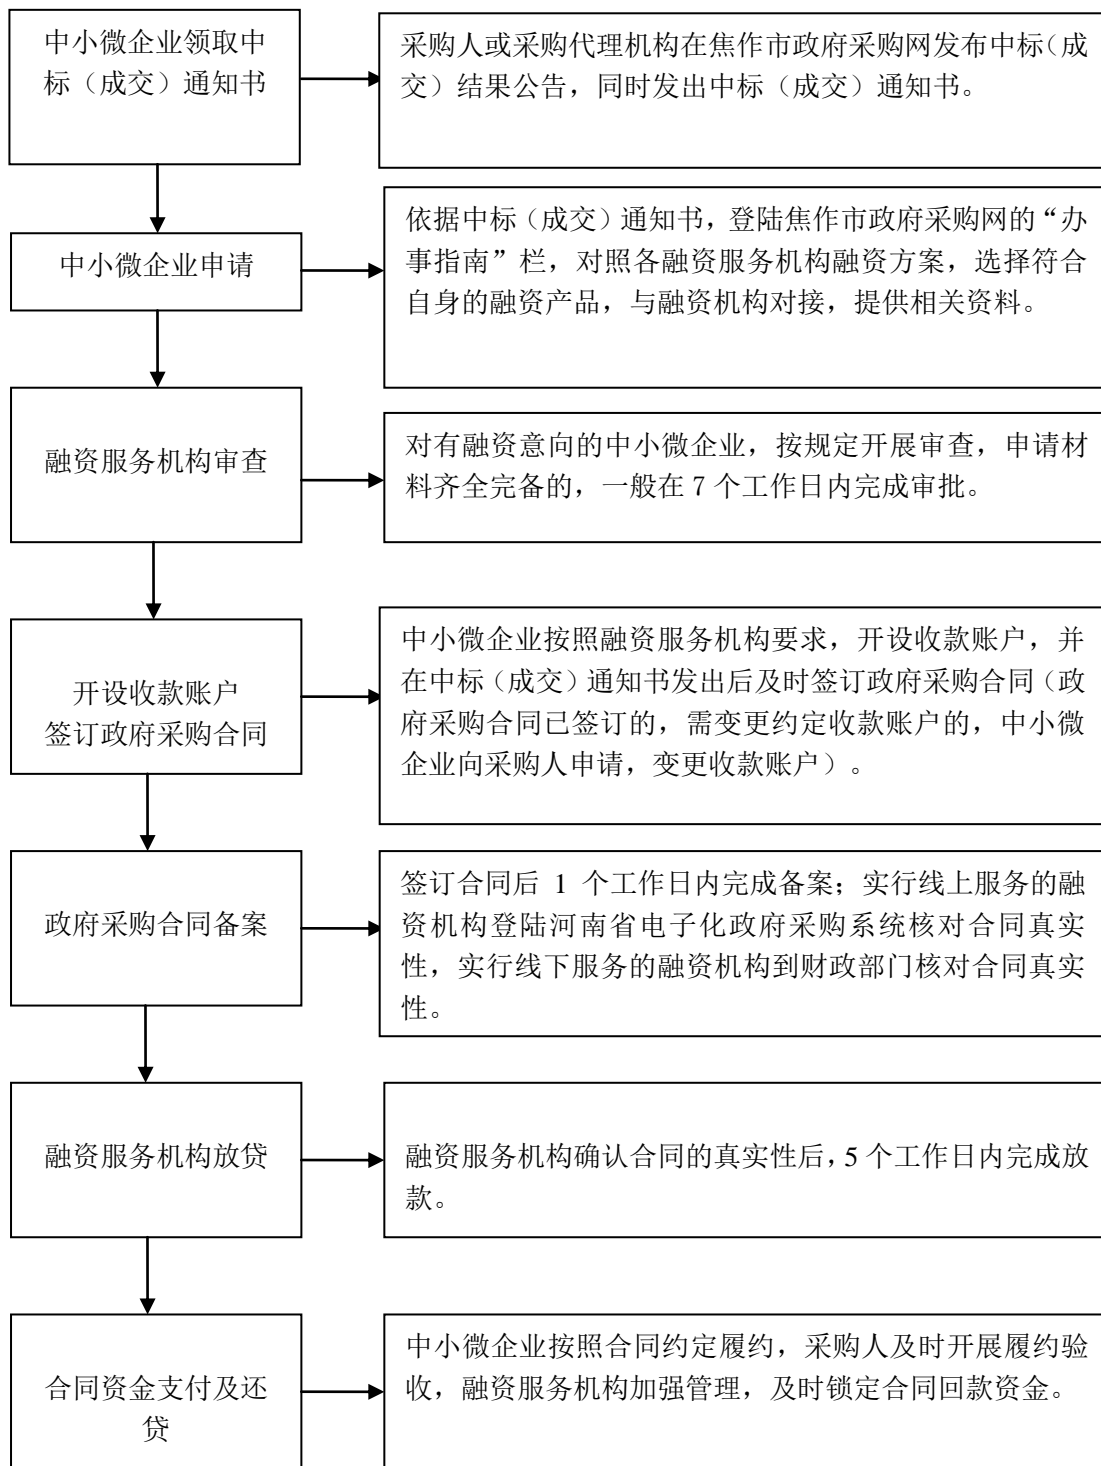 中小微企业领取中
标（成交）通知书
采购人或采购代理机构在焦作市政府采购网发布中标（成
交）结果公告，同时发出中标（成交）通知书。
中小微企业申请
依据中标（成交）通知书，登陆焦作市政府采购网的“办
事指南”栏，对照各融资服务机构融资方案，选择符合
自身的融资产品，与融资机构对接，提供相关资料。
融资服务机构审查
对有融资意向的中小微企业，按规定开展审查，申请材
料齐全完备的，一般在 7 个工作日内完成审批。
开设收款账户
签订政府采购合同
中小微企业按照融资服务机构要求，开设收款账户，并
在中标（成交）通知书发出后及时签订政府采购合同（政
府采购合同已签订的，需变更约定收款账户的，中小微
企业向采购人申请，变更收款账户）。
政府采购合同备案
签订合同后 1 个工作日内完成备案；实行线上服务的融
资机构登陆河南省电子化政府采购系统核对合同真实
性，实行线下服务的融资机构到财政部门核对合同真实
性。
融资服务机构放贷
融资服务机构确认合同的真实性后，5 个工作日内完成放
款。
合同资金支付及还
贷
中小微企业按照合同约定履约，采购人及时开展履约验
收，融资服务机构加强管理，及时锁定合同回款资金。